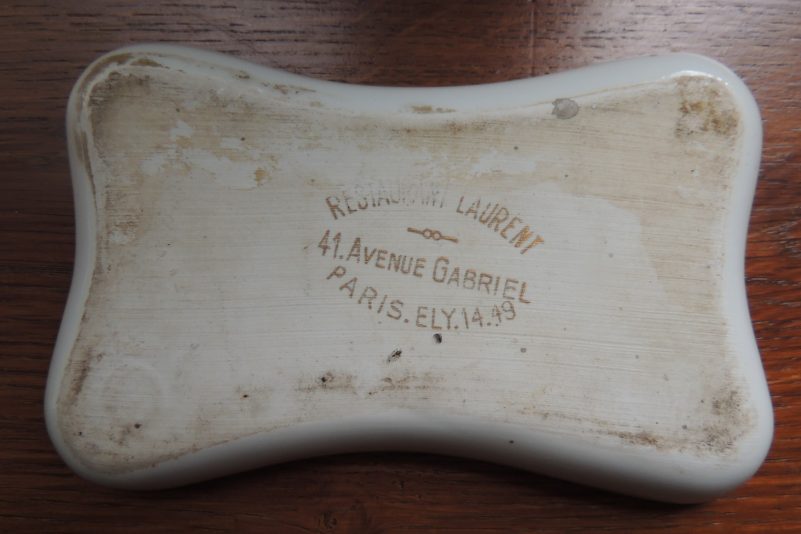 RESTAURANT LAURENT
41. AVENUE GABRIEL
PARIS. ELY. 14.49